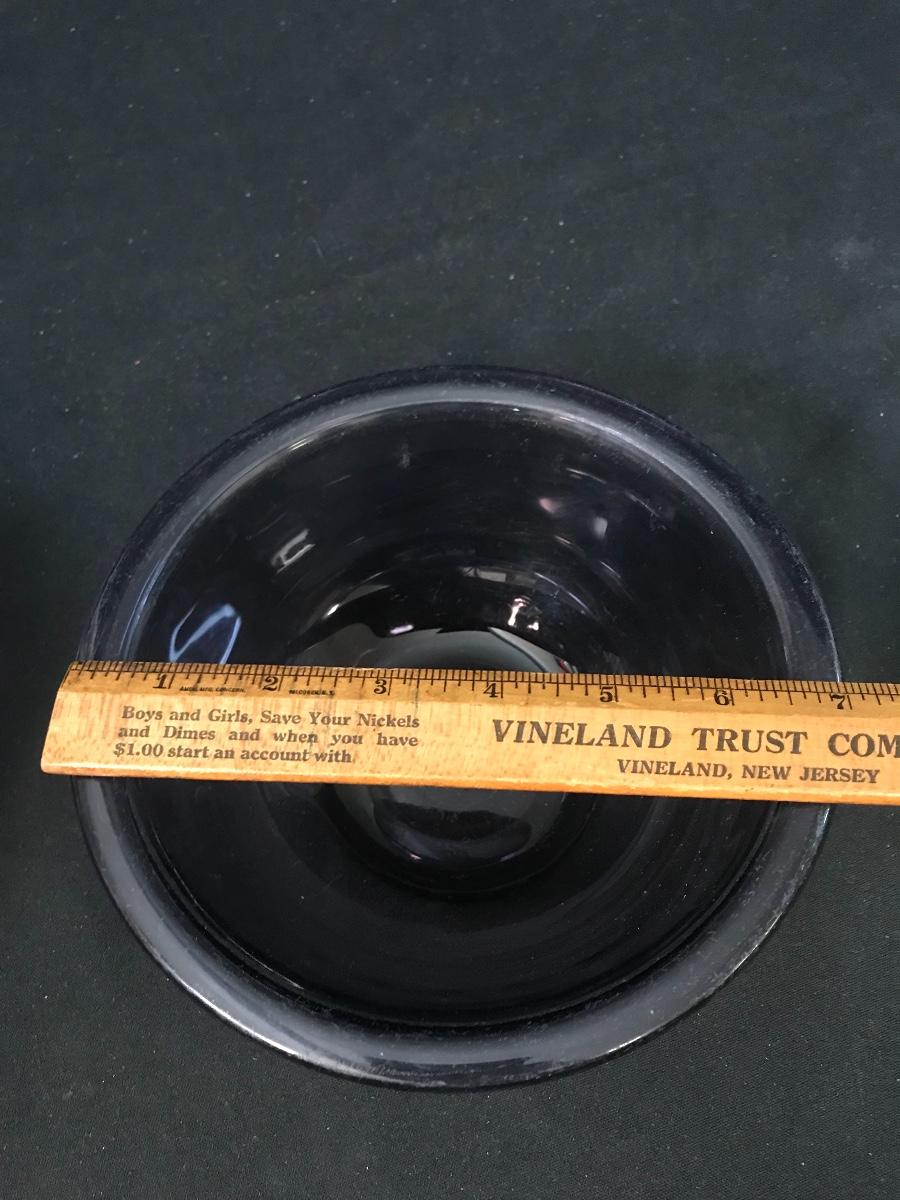 1 2 3 4 5 6 7
Boys and Girls, Save Your Nickels
and Dimes and when you have
$1.00 start an account with
VINELAND TRUST COM
VINELAND, NEW JERSEY